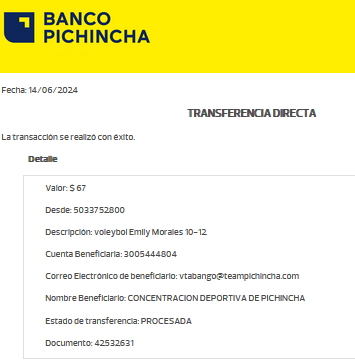 BANCO
PICHINCHA
Fecha: 14/06/2024
TRANSFERENCIA DIRECTA
La transacción se realizó con éxito.
Detalle
Valor: $ 67
Desde: 5033752800
Descripción: voleybol Emily Morales 10-12
Cuenta Beneficiaria: 3005444804
Correo Electrónico de beneficiario: vtabango@teampichincha.com
Nombre Beneficiario: CONCENTRACION DEPORTIVA DE PICHINCHA
Estado de transferencia: PROCESADA
Documento: 42532631